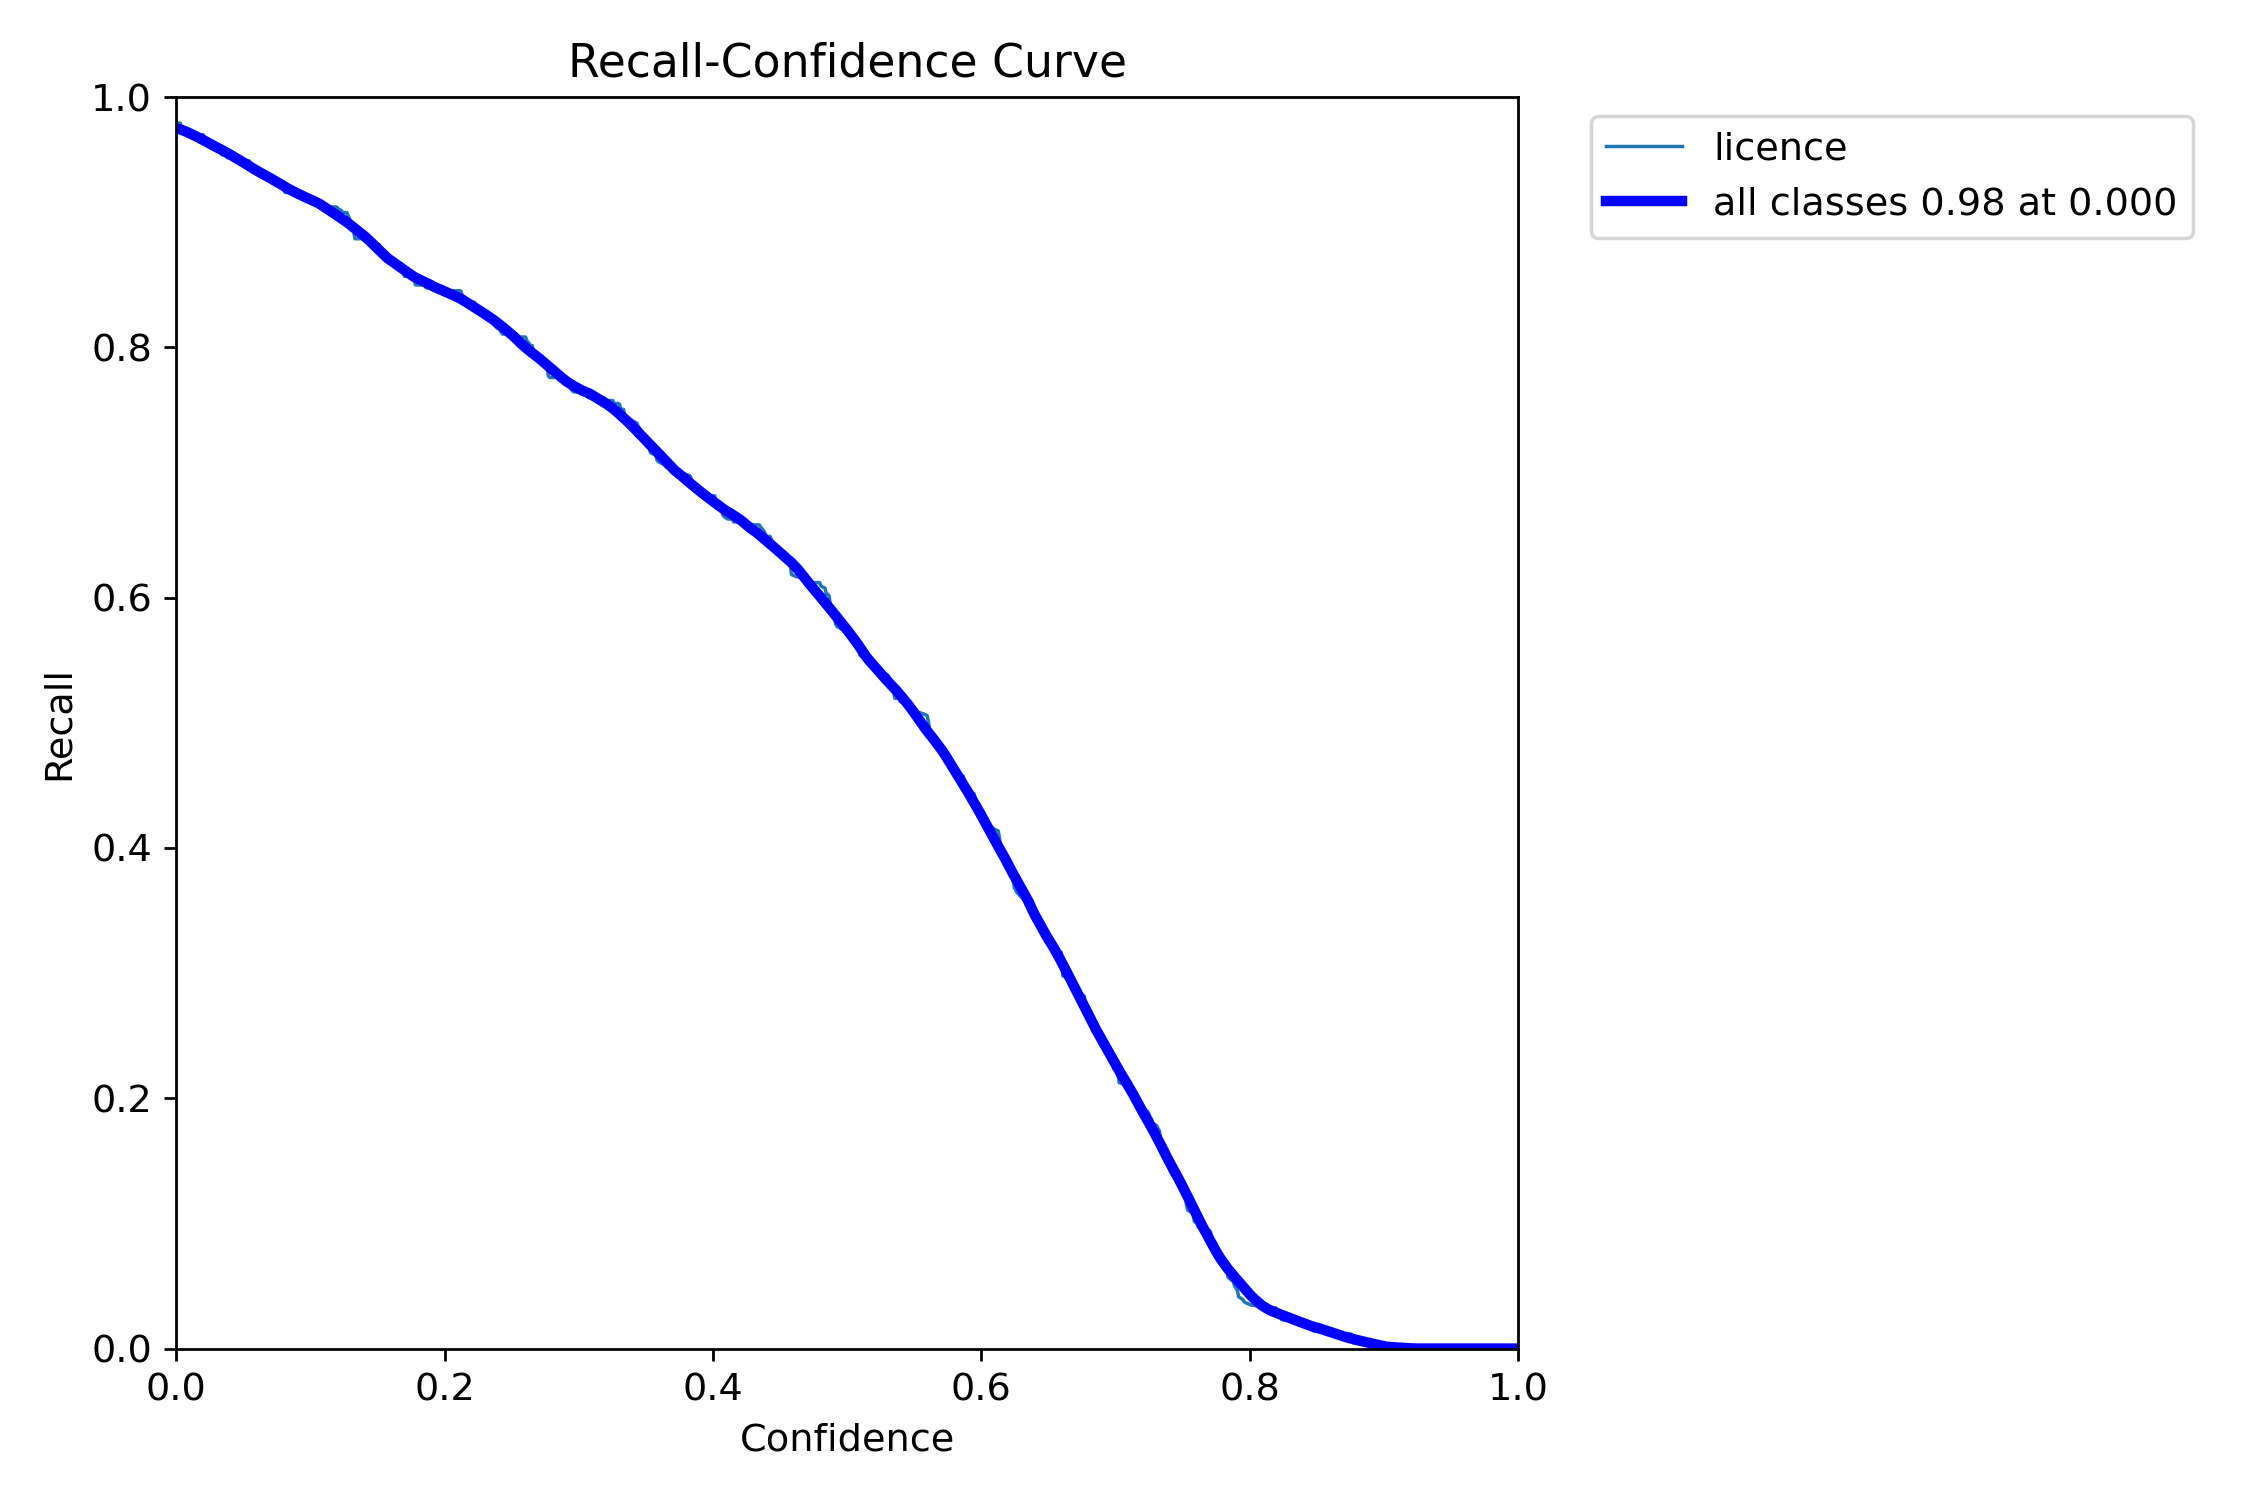 Recall-Confidence Curve
licence
all classes 0.98 at 0.000
1.0
0.8
0.6
0.4
0.2
0.0
Recall
0.0 0.2 0.4 0.6 0.8 1.0
Confidence